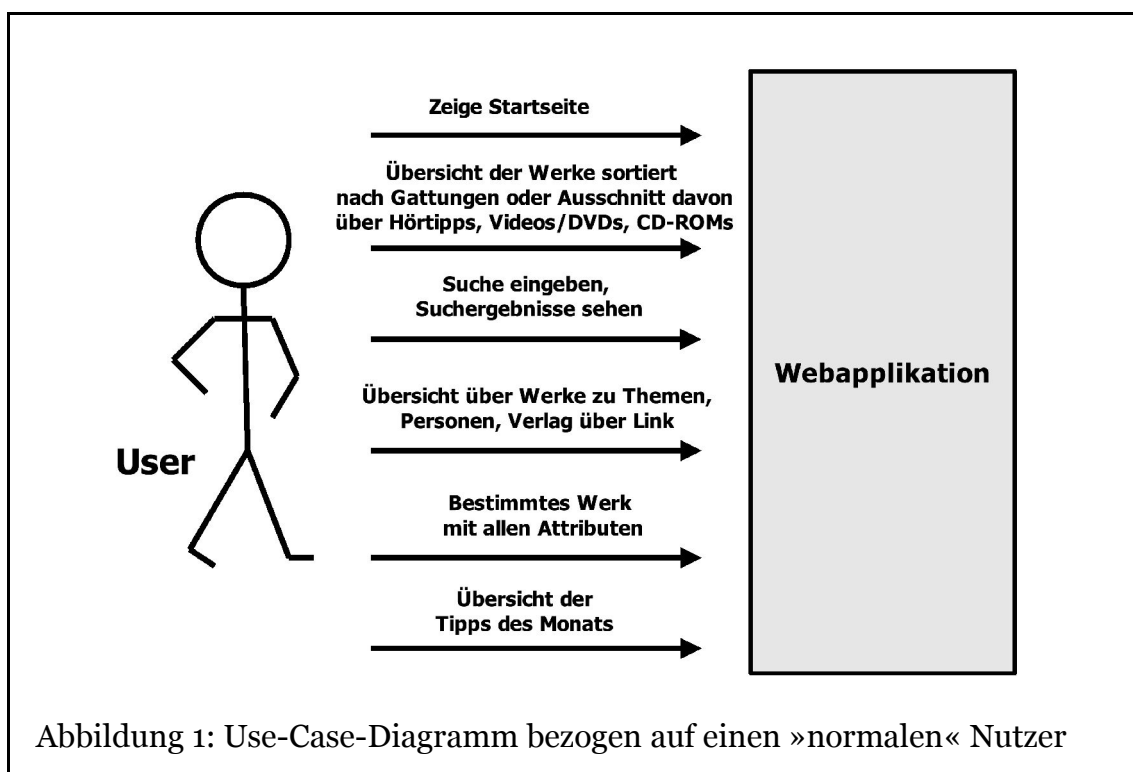 Zeige Startseite
Übersicht der Werke sortiert
nach Gattungen oder Ausschnitt davon
über Hörtipps, Videos/DVDs, CD-ROMs
Suche eingeben,
Suchergebnisse sehen
Übersicht über Werke zu Themen,
Personen, Verlag über Link
Bestimmtes Werk
mit allen Attributen
Übersicht der
Tipps des Monats
User
Webapplikation
Abbildung 1: Use-Case-Diagramm bezogen auf einen »normalen« Nutzer